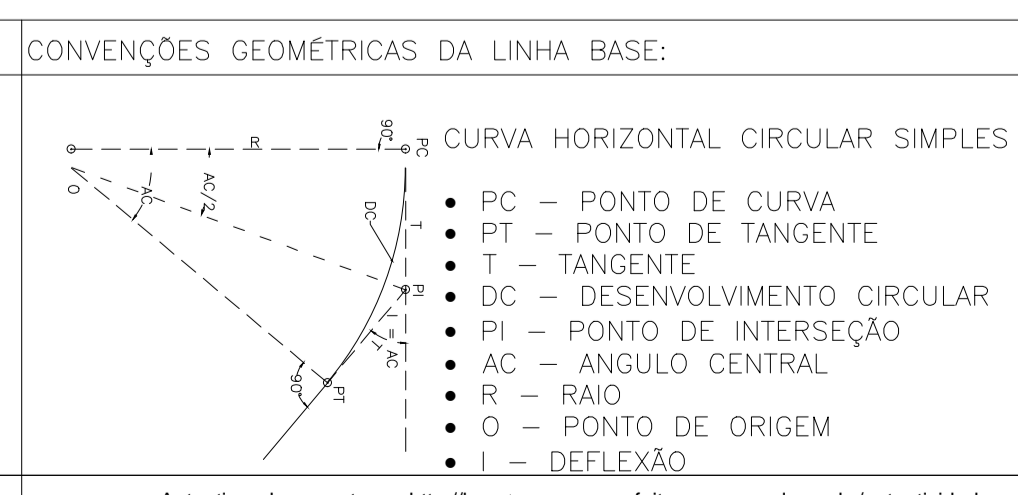 CONVENÇÕES GEOMÉTRICAS DA LINHA BASE:
CURVA HORIZONTAL CIRCULAR SIMPLES
• PC – PONTO DE CURVA
• PT – PONTO DE TANGENTE
• T – TANGENTE
• DC – DESENVOLVIMENTO CIRCULAR
• PI – PONTO DE INTERSEÇÃO
• AC – ANGULO CENTRAL
• R – RAIO
• O – PONTO DE ORIGEM
• I – DEFLEXÃO
R
90°
PC
O
AC
AC/2
DC
T
PI
I = AC
T
90°
PT